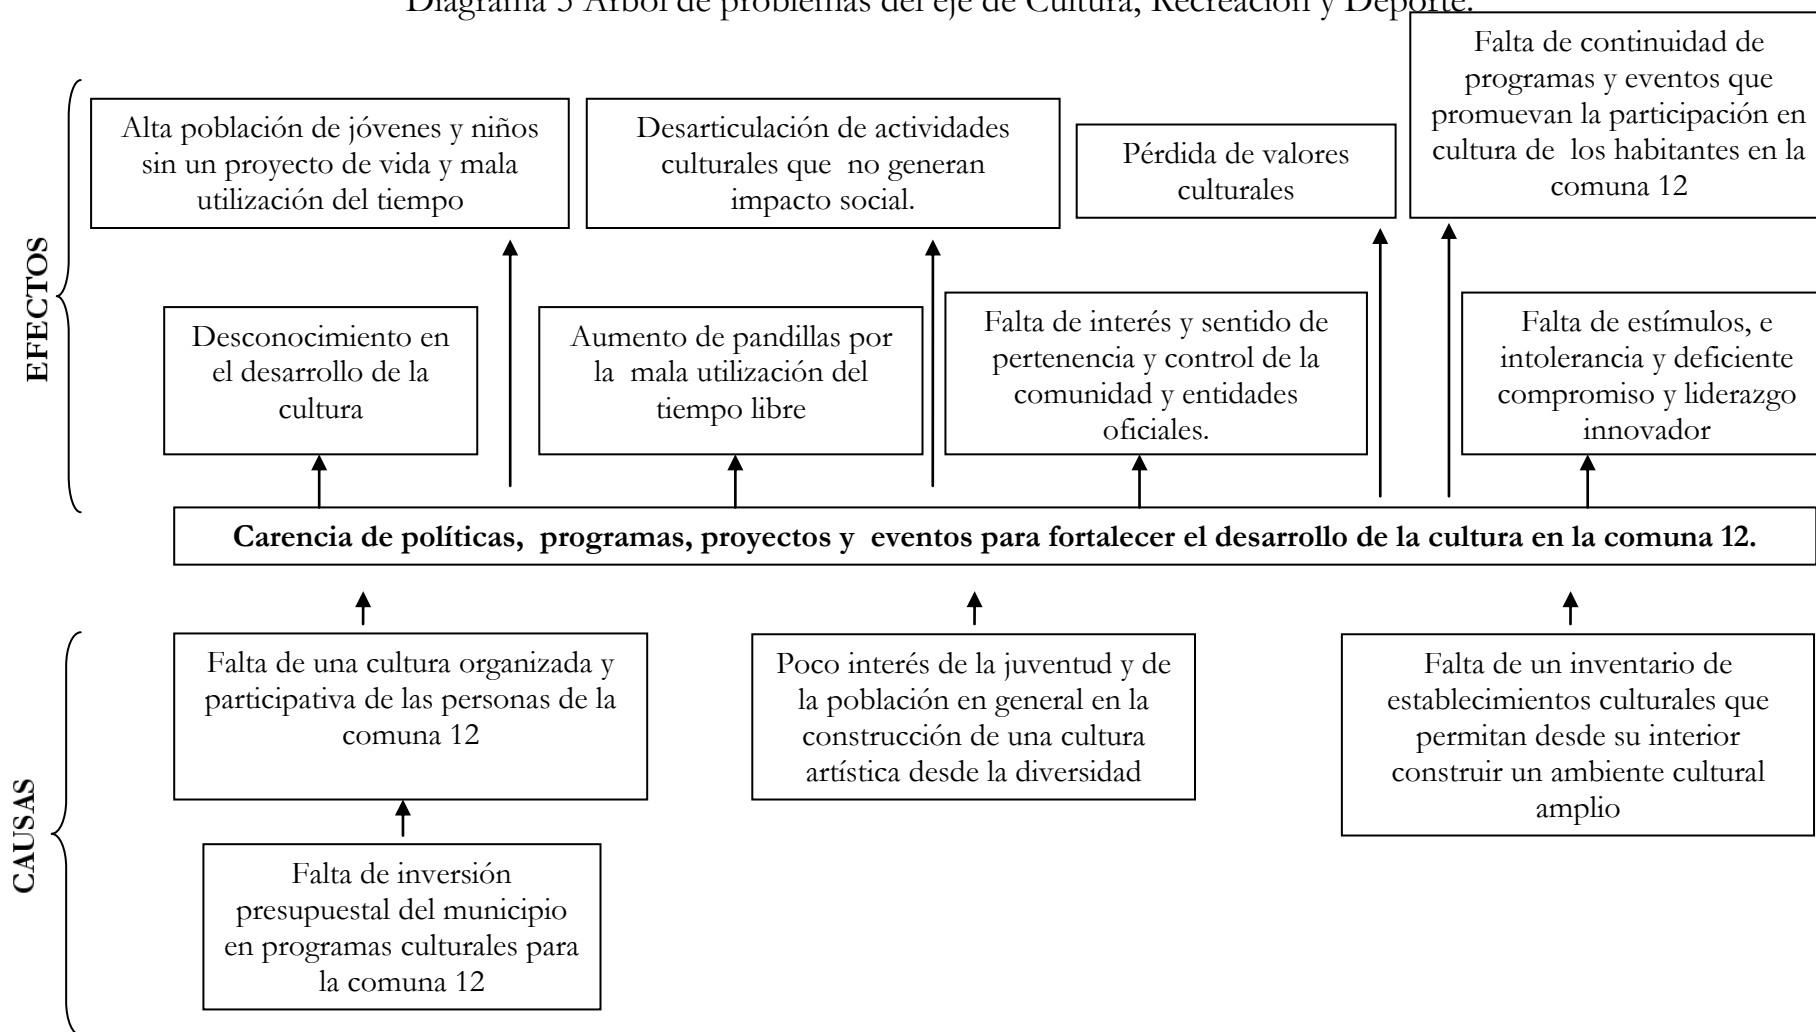 Diagrama 5 Árbol de problemas del eje de Cultura, Recreación y Deporte.
EFECTOS
Alta población de jóvenes y niños
sin un proyecto de vida y mala
utilización del tiempo
Desarticulación de actividades
culturales que no generan
impacto social.
Pérdida de valores
culturales
Falta de continuidad de
programas y eventos que
promuevan la participación en
cultura de los habitantes en la
comuna 12
Desconocimiento en
el desarrollo de la
cultura
Aumento de pandillas por
la mala utilización del
tiempo libre
Falta de interés y sentido de
pertenencia y control de la
comunidad y entidades
oficiales.
Falta de estímulos, e
intolerancia y deficiente
compromiso y liderazgo
innovador
Carencia de políticas, programas, proyectos y eventos para fortalecer el desarrollo de la cultura en la comuna 12.
CAUSAS
Falta de una cultura organizada y
participativa de las personas de la
comuna 12
Poco interés de la juventud y de
la población en general en la
construcción de una cultura
artística desde la diversidad
Falta de un inventario de
establecimientos culturales que
permitan desde su interior
construir un ambiente cultural
amplio
Falta de inversión
presupuestal del municipio
en programas culturales para
la comuna 12